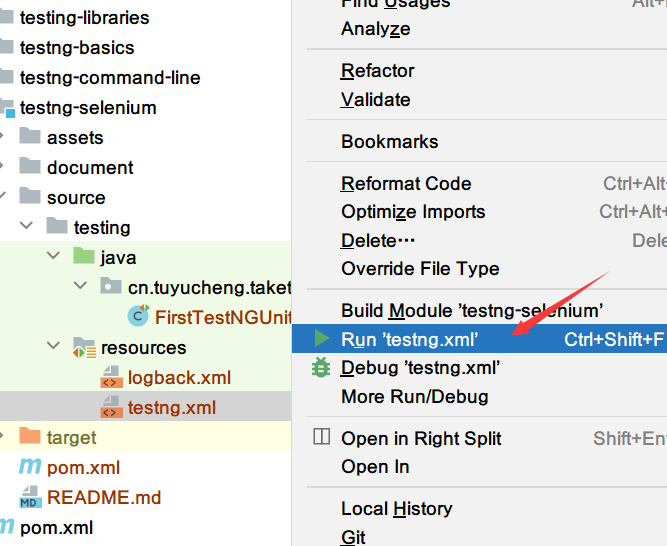 testing-libraries
testng-basics
testng-command-line
testng-selenium
assets
document
source
testing
java
cn.tuyucheng.taket
FirstTestNGUnit
resources
logback.xml
testng.xml
target
pom.xml
MD
README.md
pom.xml
Find Usages Alt+
Analyze
Refactor
Validate
Bookmarks
Reformat Code Ctrl+Alt+
Optimize Imports Ctrl+Alt+
Delete... Dele
Override File Type
Build Module 'testng-selenium'
Run 'testng.xml' Ctrl+Shift+F
Debug 'testng.xml'
More Run/Debug
Open in Right Split Shift+Ent
Open In
Local History
Git